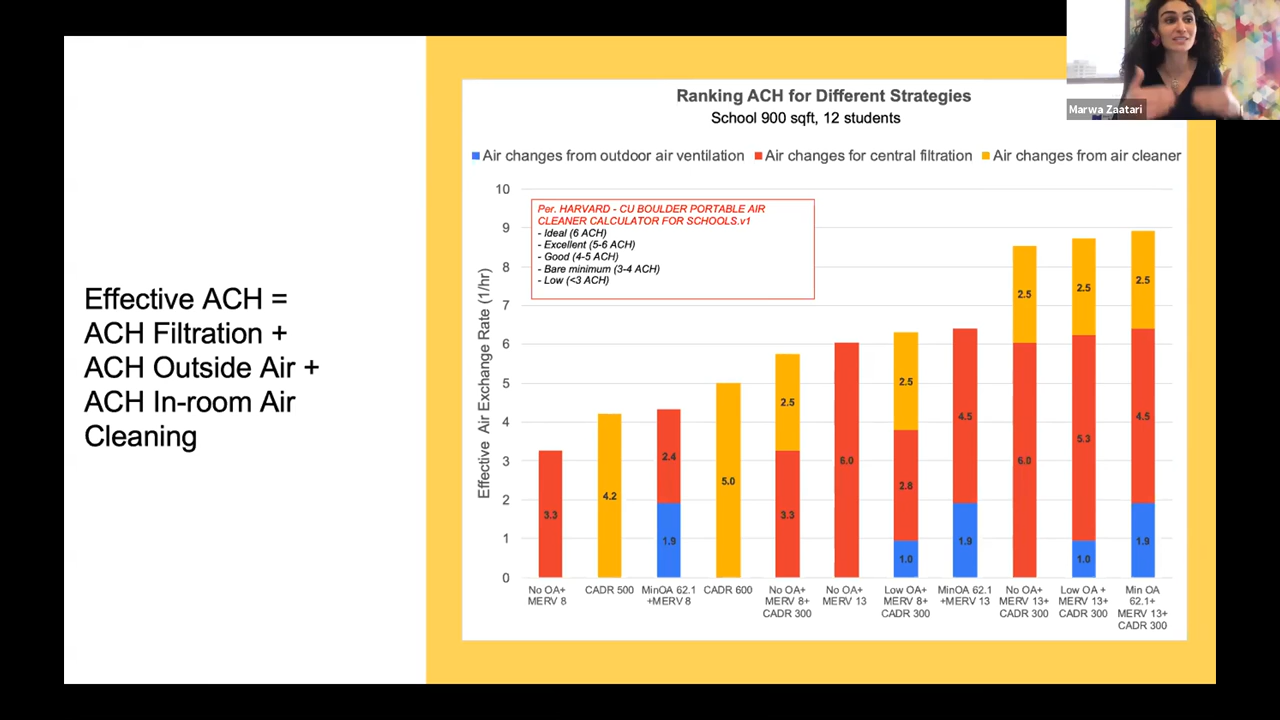 Effective ACH =
ACH Filtration +
ACH Outside Air +
ACH In-room Air
Cleaning
Ranking ACH for Different Strategies
School 900 sqft, 12 students
Air changes from outdoor air ventilation Air changes for central filtration Air changes from air cleaner
Per. HARVARD - CU BOULDER PORTABLE AIR
CLEANER CALCULATOR FOR SCHOOLS.v1
- Ideal (6 ACH)
- Excellent (5-6 ACH)
- Good (4-5 ACH)
- Bare minimum (3-4 ACH)
- Low (<3 ACH)
Effective Air Exchange Rate (1/hr)
10
9
8
7
6
5
4
3
2
1
0
3.3
4.2
2.4
1.9
5.0
2.5
3.3
6.0
2.5
2.8
1.0
4.5
1.9
2.5
6.0
2.5
5.3
1.0
2.5
4.5
1.9
No OA+
MERV 8
CADR 500
MinOA 62.1
+MERV 8
CADR 600
No OA+
MERV 8+
CADR 300
No OA+
MERV 13
Low OA+
MERV 8+
CADR 300
MinOA 62.1
+MERV 13
No OA+
MERV 13+
CADR 300
Low OA +
MERV 13+
CADR 300
Min OA
62.1+
MERV 13+
CADR 300
Marwa Zaatari